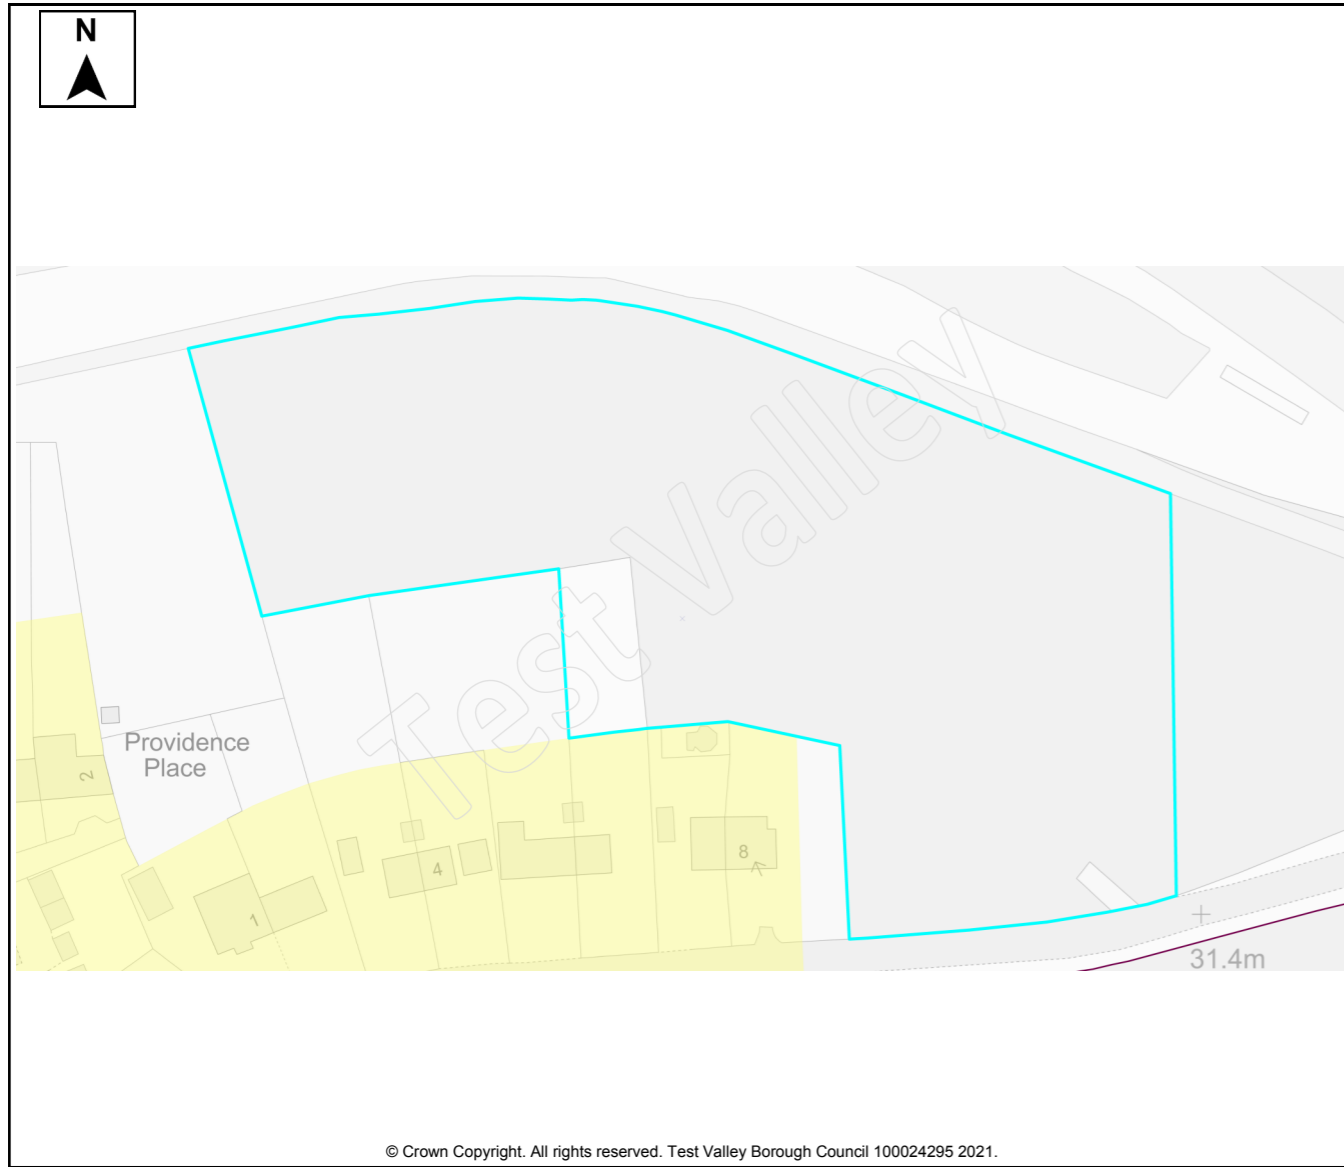 N
Test Valley
Providence
Place
2
1
4
8
31.4m
© Crown Copyright. All rights reserved. Test Valley Borough Council 100024295 2021.